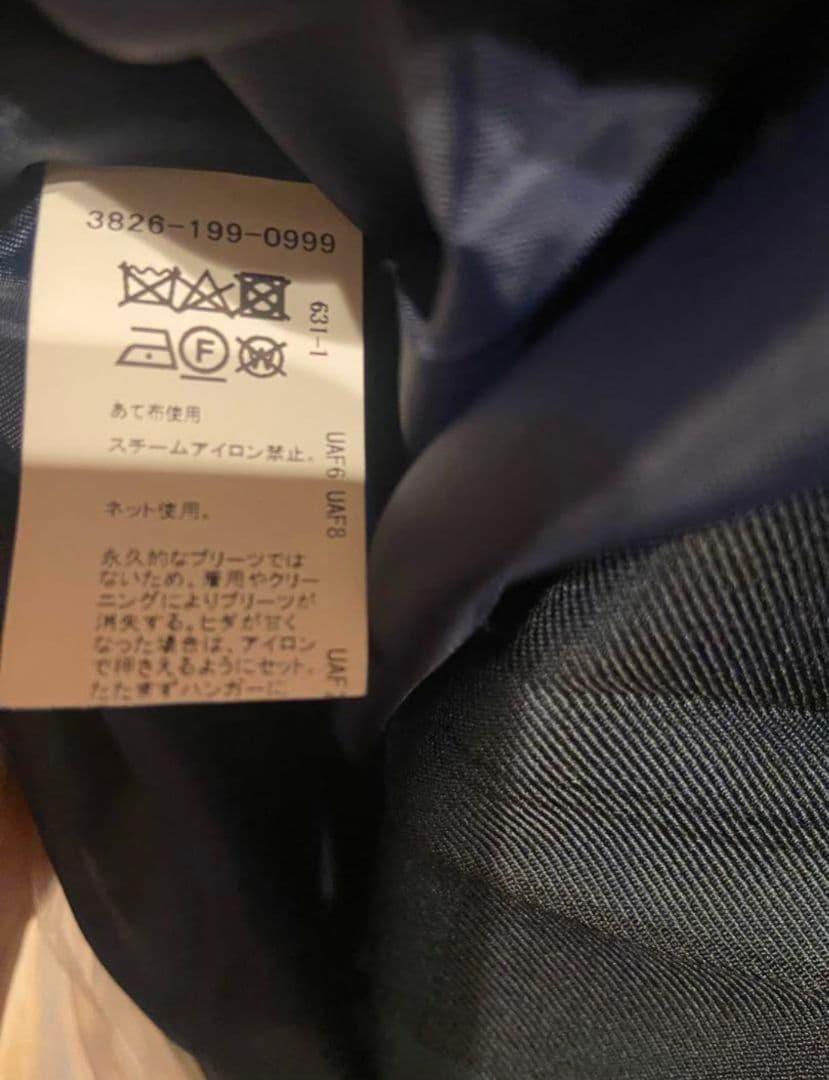 3826-199-0999
F W
631-1
あて布使用
スチームアイロン禁止。
UAF6 UAF8
ネット使用。
永久的なプリーツでは
ないため、着用やクリー
ニングによりプリーツが
消失する。ヒダが甘く
なった場合は、アイロン
で押さえるようにセット。
たたまずハンガーに